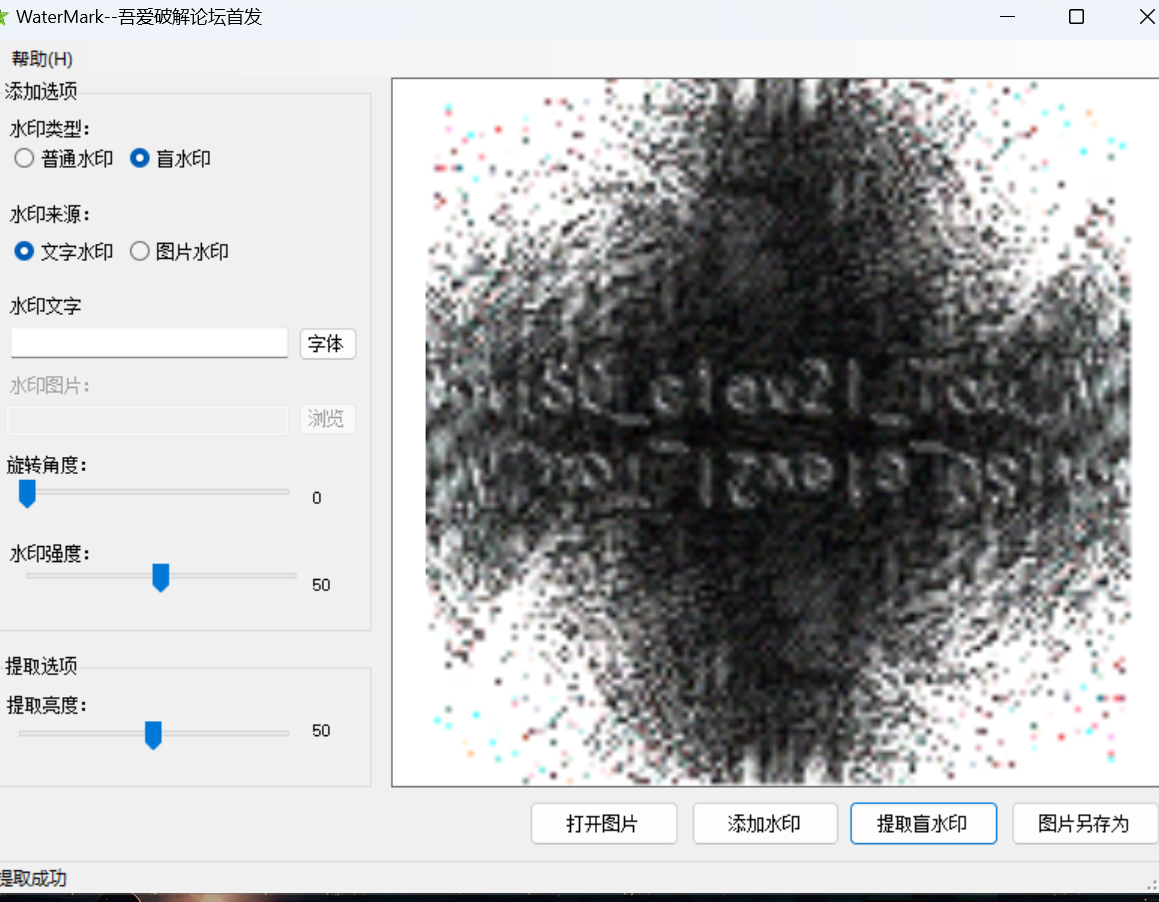 WaterMark--吾爱破解论坛首发
帮助(H)
添加选项
水印类型：
普通水印 盲水印
水印来源：
文字水印 图片水印
水印文字
字体
水印图片：
浏览
旋转角度：
0
水印强度：
50
提取选项
提取亮度：
50
打开图片 添加水印 提取盲水印 图片另存为
提取成功